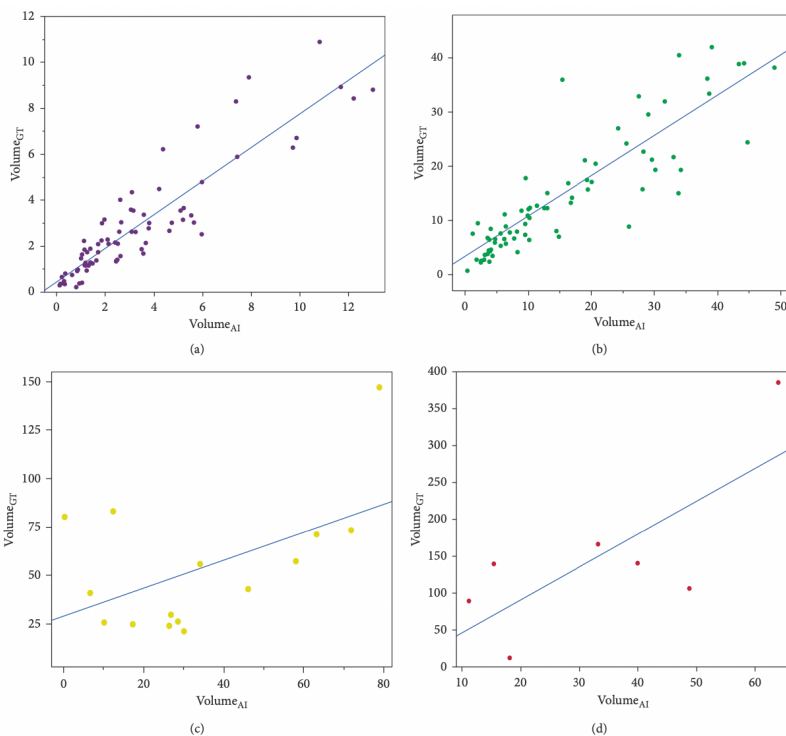 12
10
8
6
4
2
0
Volume_GT
0 2 4 6 8 10 12
Volume_AI
(a)
40
30
20
10
0
Volume_GT
0 10 20 30 40 50
Volume_AI
(b)
150
125
100
75
50
25
Volume_GT
0 20 40 60 80
Volume_AI
(c)
400
350
300
250
200
150
100
50
0
Volume_GT
10 20 30 40 50 60
Volume_AI
(d)